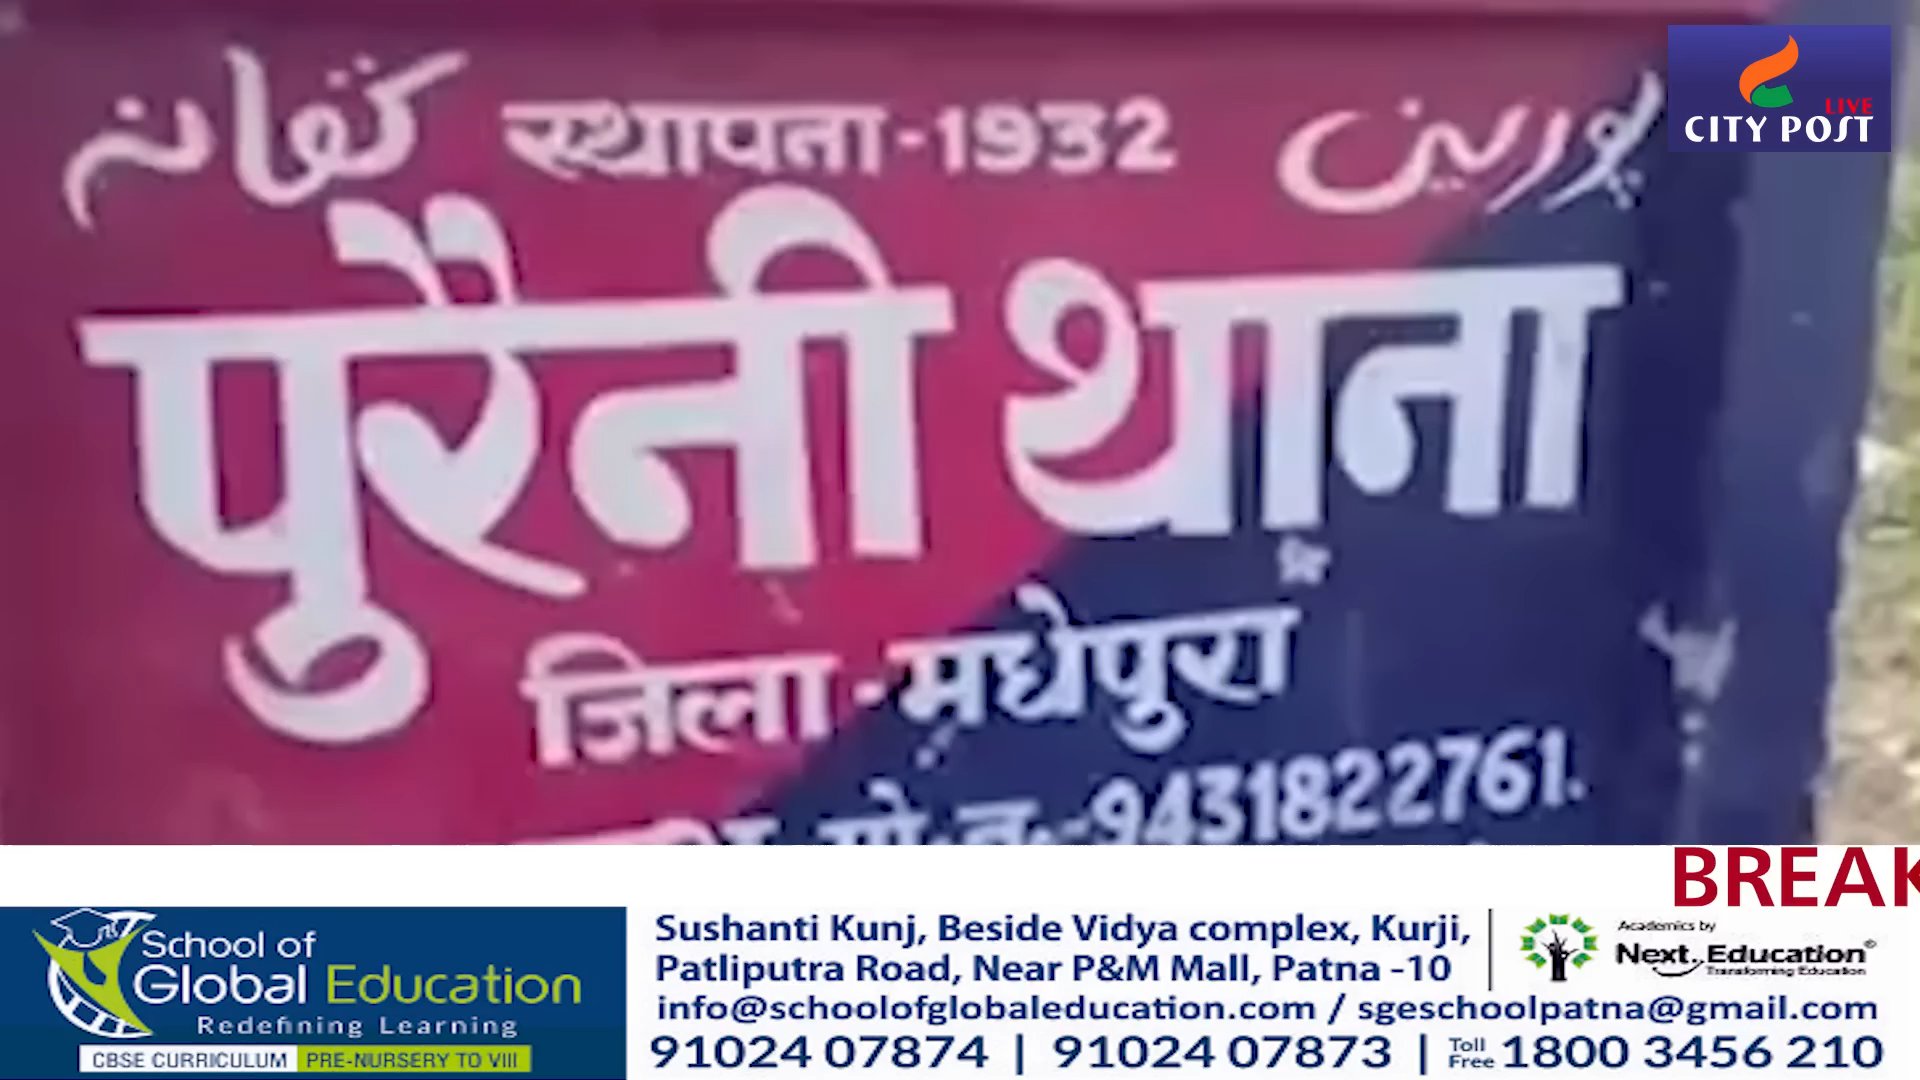 تھانہ स्थापना-1932
पुरैनी थाना
जिला-मधेपुरा
मो.न.-9431822761.
LIVE
CITY POST
BREAK
School of
Global Education
Redefining Learning
CBSE CURRICULUM PRE-NURSERY TO VIII
Sushanti Kunj, Beside Vidya complex, Kurji,
Patliputra Road, Near P&M Mall, Patna -10
info@schoolofglobaleducation.com / sgeschoolpatna@gmail.com
91024 07874 | 91024 07873 | Toll Free 1800 3456 210
Academics by
Next Education
Transforming Education